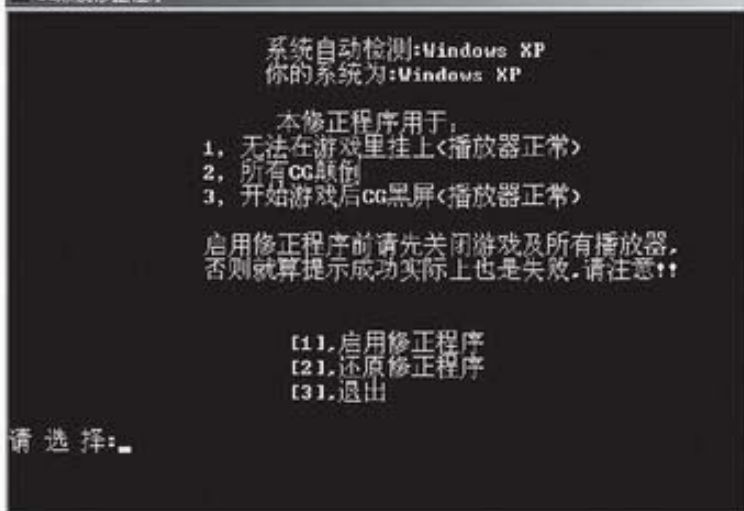 系统自动检测:Windows XP
你的系统为:Windows XP
本修正程序用于:
1, 无法在游戏里挂上<播放器正常>
2, 所有CG颠倒
3, 开始游戏后CG黑屏<播放器正常>
启用修正程序前请先关闭游戏及所有播放器,
否则就算提示成功实际上也是失败.请注意!!
[1],启用修正程序
[2],还原修正程序
[3],退出
请 选 择: